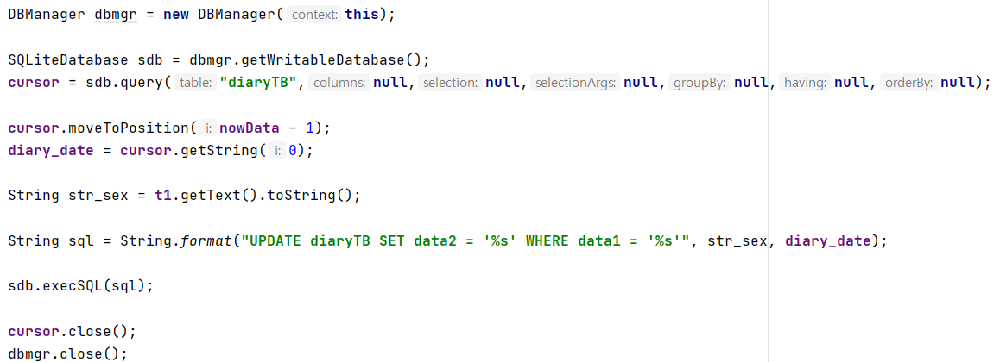 DBManager dbmgr = new DBManager( context: this);
SQLiteDatabase sdb = dbmgr.getWritableDatabase();
cursor = sdb.query( table: "diaryTB", columns: null, selection: null, selectionArgs: null, groupBy: null, having: null, orderBy: null);
cursor.moveToPosition( i: nowData - 1);
diary_date = cursor.getString( i: 0);
String str_sex = t1.getText().toString();
String sql = String.format("UPDATE diaryTB SET data2 = '%s' WHERE data1 = '%s'", str_sex, diary_date);
sdb.execSQL(sql);
cursor.close();
dbmgr.close();